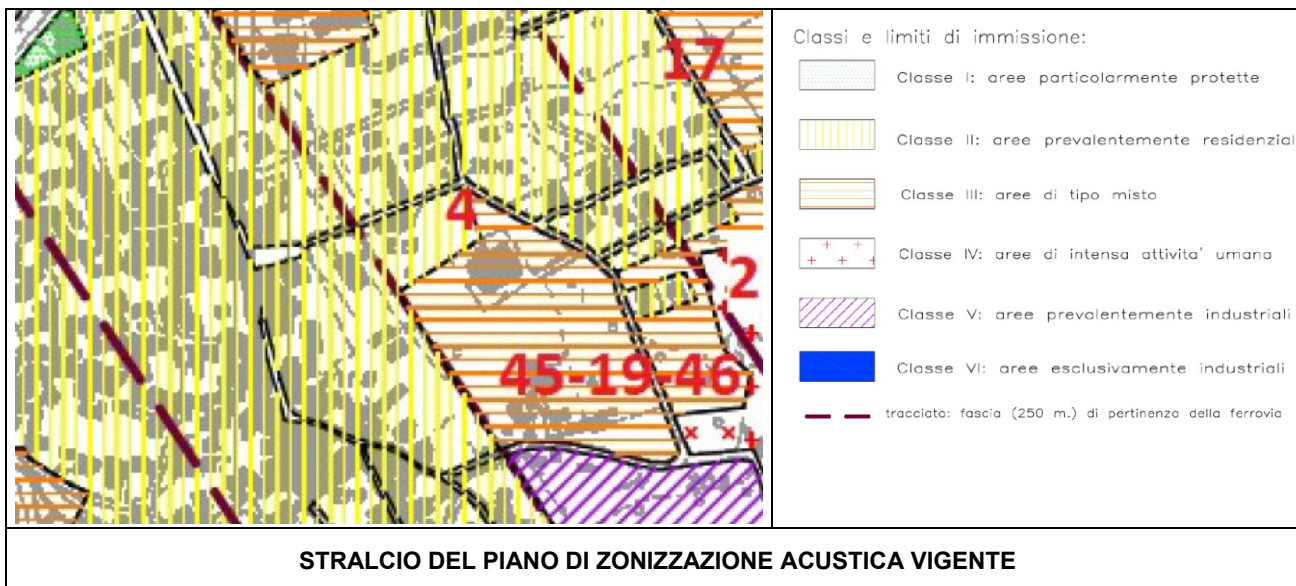 17
4
2
45-19-46
Classi e limiti di immissione:
Classe I: aree particolarmente protette
Classe II: aree prevalentemente residenzial
Classe III: aree di tipo misto
Classe IV: aree di intensa attivita' umana
Classe V: aree prevalentemente industriali
Classe VI: aree esclusivamente industriali
tracciato: fascia (250 m.) di pertinenza della ferrovia
STRALCIO DEL PIANO DI ZONIZZAZIONE ACUSTICA VIGENTE